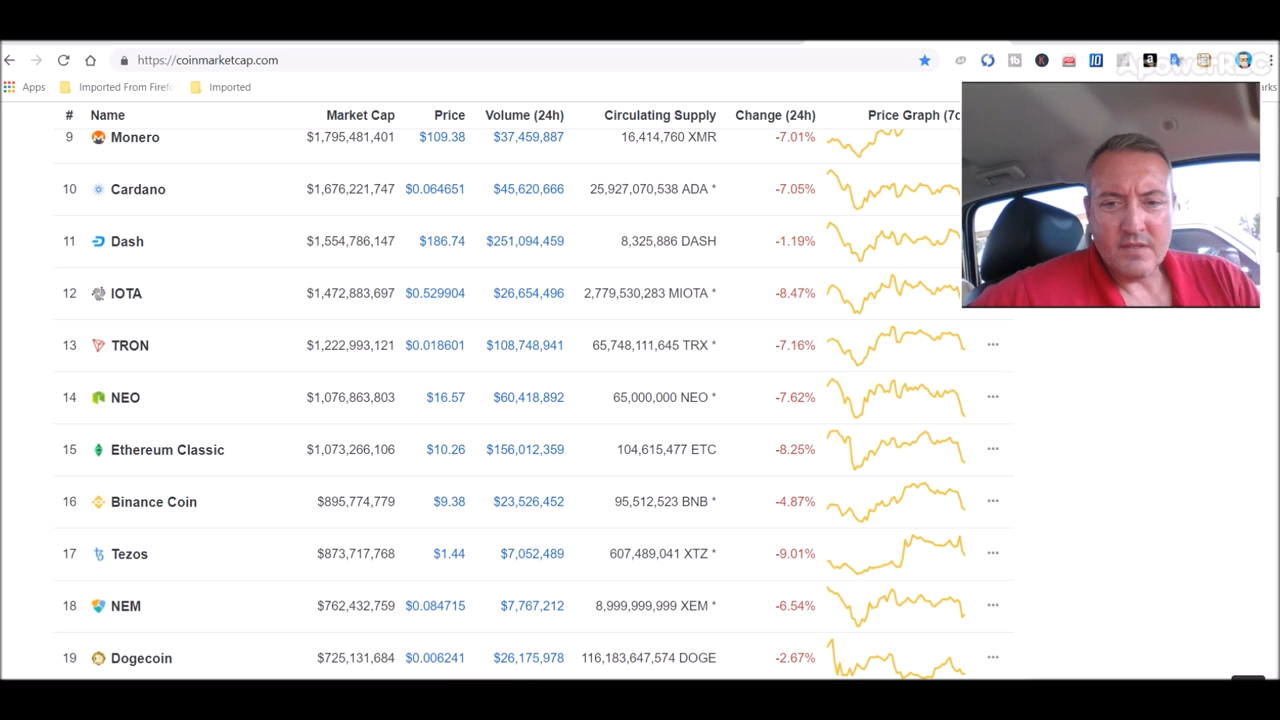 ApowerREC
https://coinmarketcap.com
Apps Imported From Firefo Imported arks
# Name Market Cap Price Volume (24h) Circulating Supply Change (24h) Price Graph (7d
9 Monero $1,795,481,401 $109.38 $37,459,887 16,414,760 XMR -7.01%
10 Cardano $1,676,221,747 $0.064651 $45,620,666 25,927,070,538 ADA * -7.05%
11 Dash $1,554,786,147 $186.74 $251,094,459 8,325,886 DASH -1.19%
12 IOTA $1,472,883,697 $0.529904 $26,654,496 2,779,530,283 MIOTA * -8.47%
13 TRON $1,222,993,121 $0.018601 $108,748,941 65,748,111,645 TRX * -7.16%
14 NEO $1,076,863,803 $16.57 $60,418,892 65,000,000 NEO * -7.62%
15 Ethereum Classic $1,073,266,106 $10.26 $156,012,359 104,615,477 ETC -8.25%
16 Binance Coin $895,774,779 $9.38 $23,526,452 95,512,523 BNB * -4.87%
17 Tezos $873,717,768 $1.44 $7,052,489 607,489,041 XTZ * -9.01%
18 NEM $762,432,759 $0.084715 $7,767,212 8,999,999,999 XEM * -6.54%
19 Dogecoin $725,131,684 $0.006241 $26,175,978 116,183,647,574 DOGE -2.67%